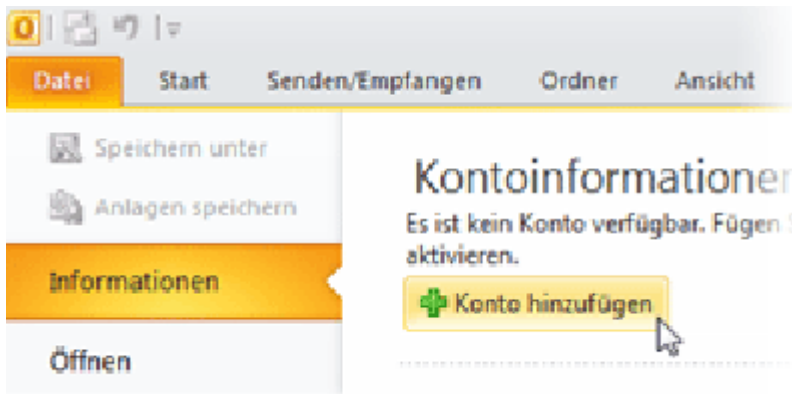 Datei Start Senden/Empfangen Ordner Ansicht
Speichern unter
Anlagen speichern
Informationen
Öffnen
Kontoinformationen
Es ist kein Konto verfügbar. Fügen
aktivieren.
Konto hinzufügen